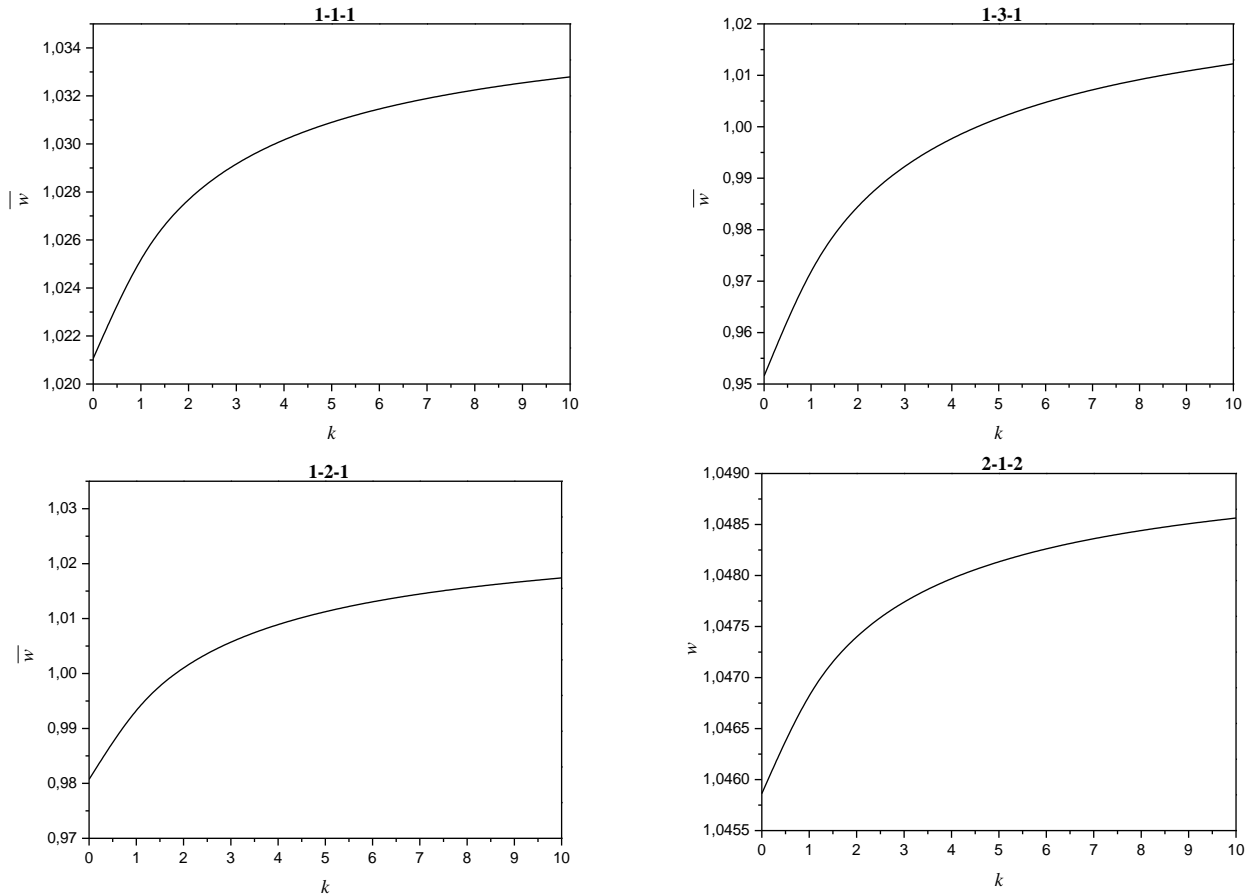 1-1-1
1,034
1,032
1,030
1,028
1,026
1,024
1,022
1,020
w
0 1 2 3 4 5 6 7 8 9 10
k
1-3-1
1,02
1,01
1,00
0,99
0,98
0,97
0,96
0,95
w
0 1 2 3 4 5 6 7 8 9 10
k
1-2-1
1,03
1,02
1,01
1,00
0,99
0,98
0,97
w
0 1 2 3 4 5 6 7 8 9 10
k
2-1-2
1,0490
1,0485
1,0480
1,0475
1,0470
1,0465
1,0460
1,0455
w
0 1 2 3 4 5 6 7 8 9 10
k